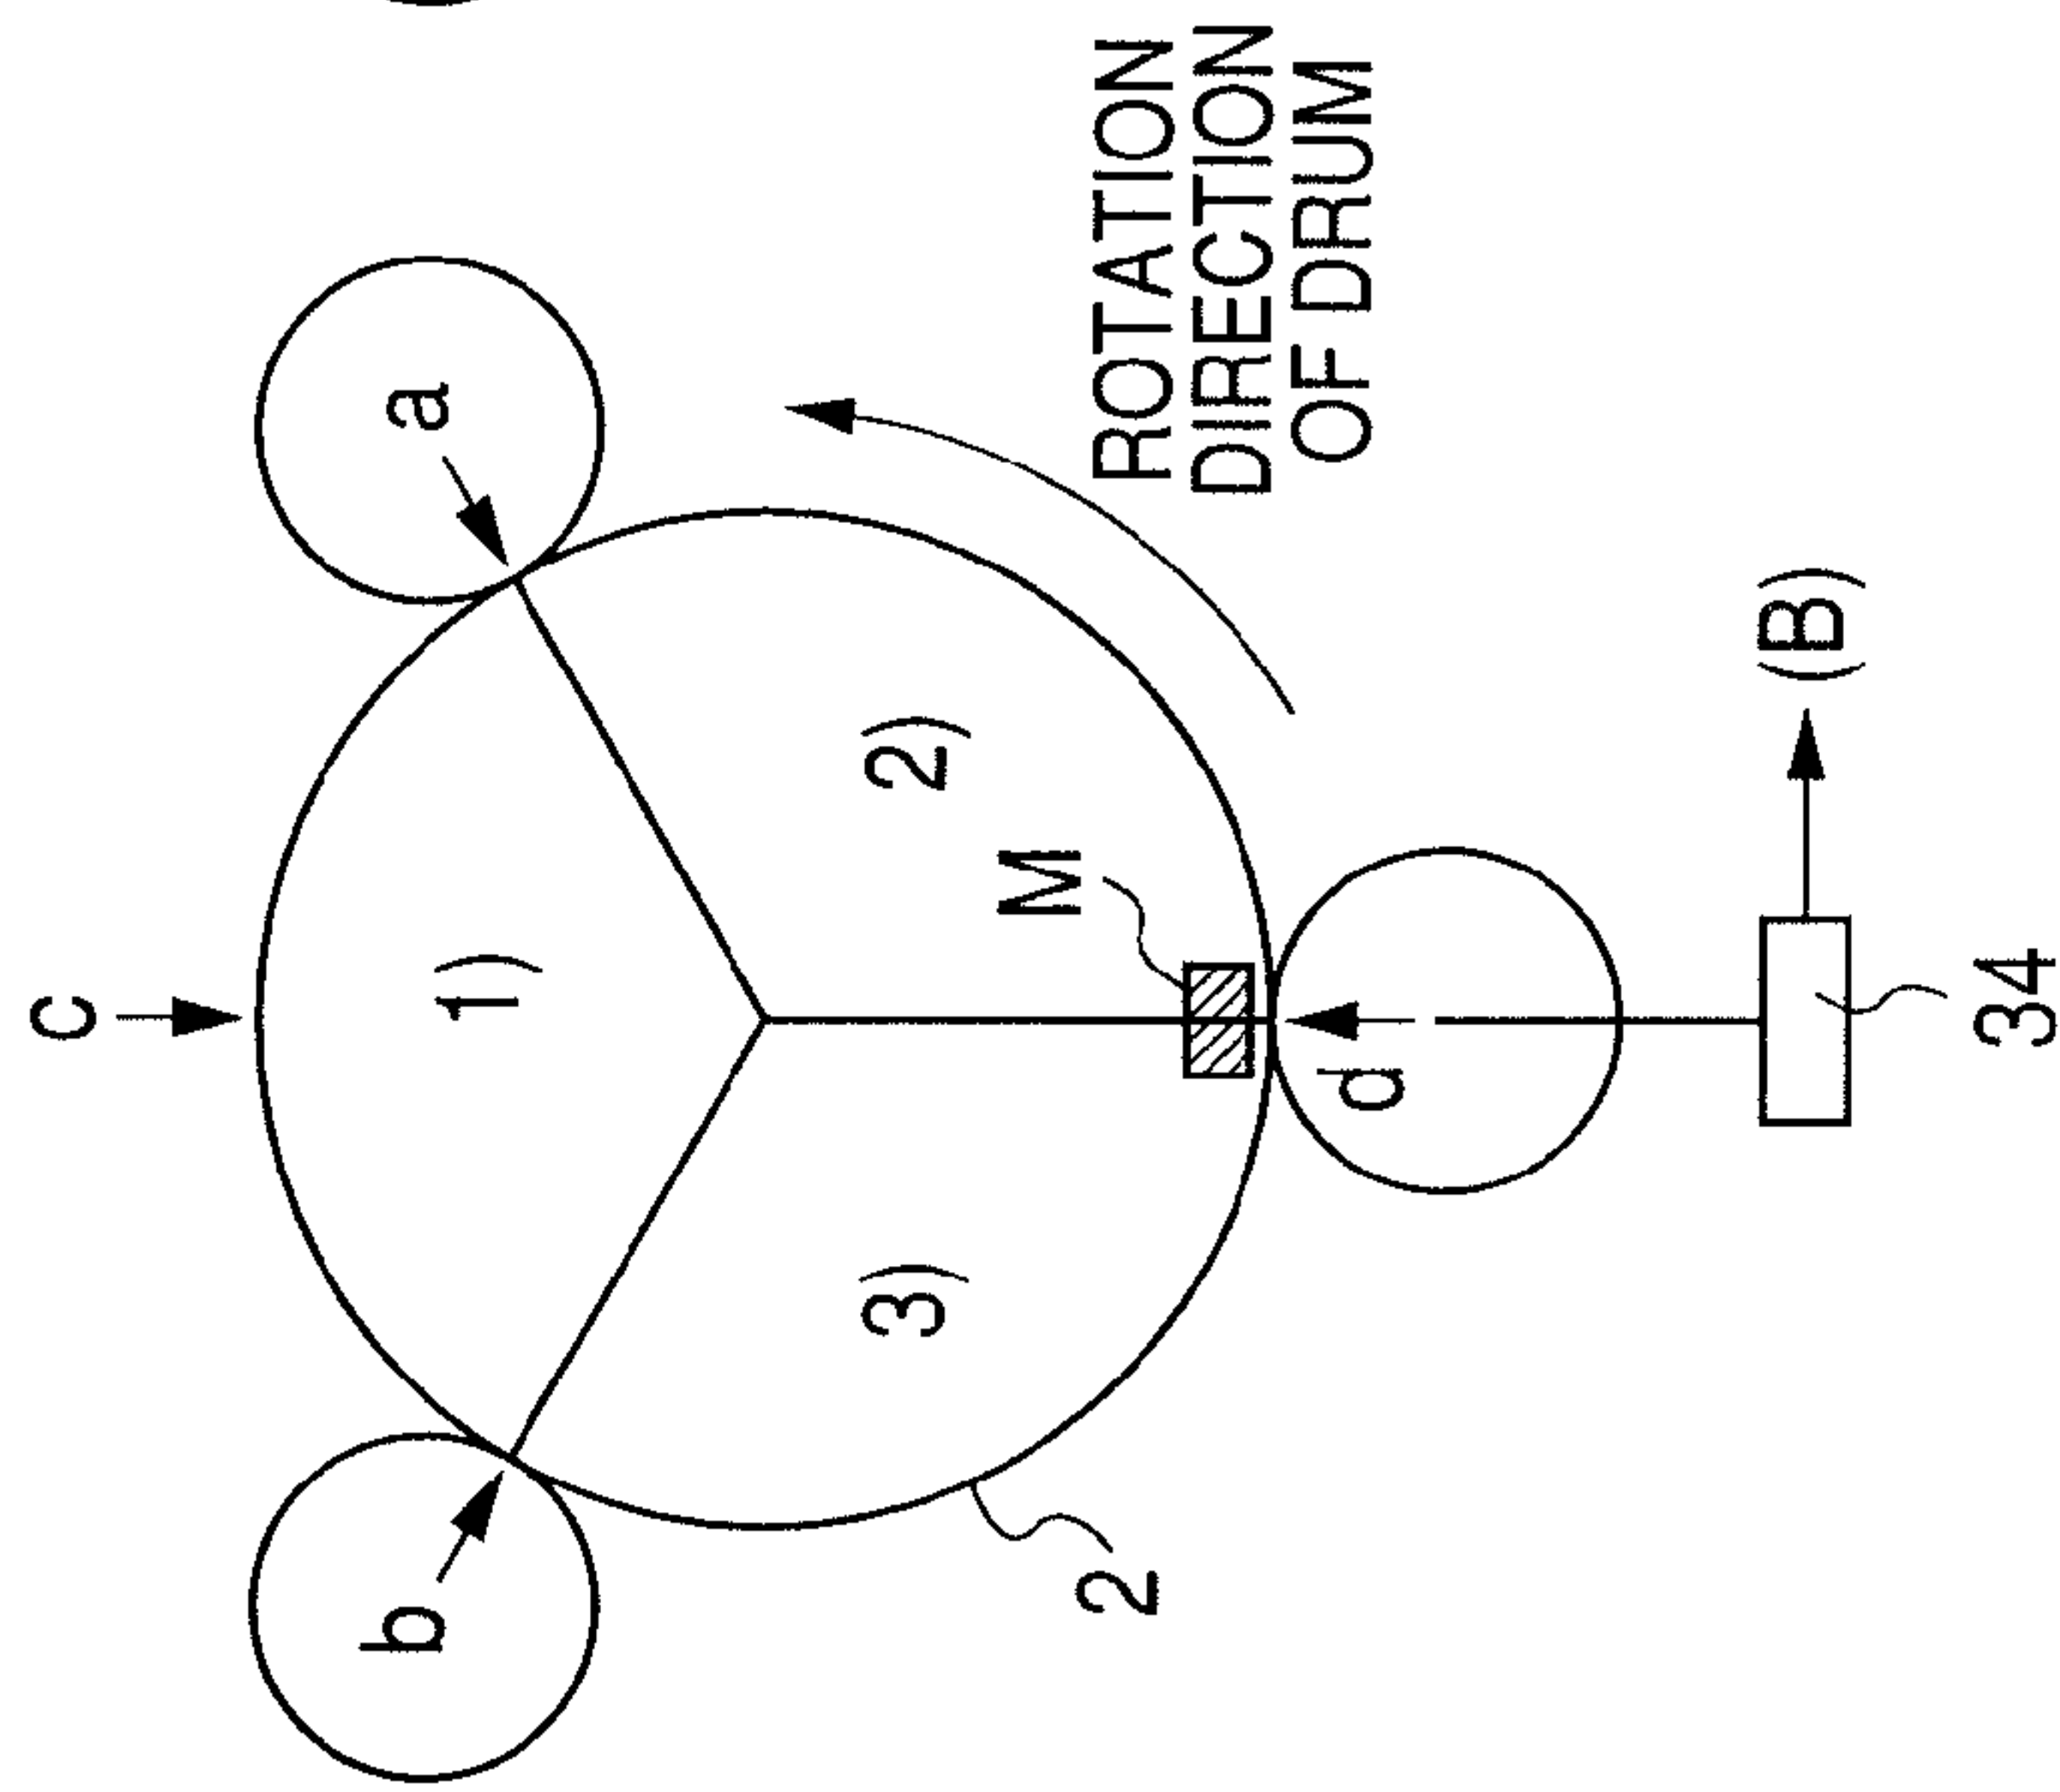 C
a
b
1)
2)
3)
M
d
2
ROTATION
DIRECTION
OF DRUM
(B)
34